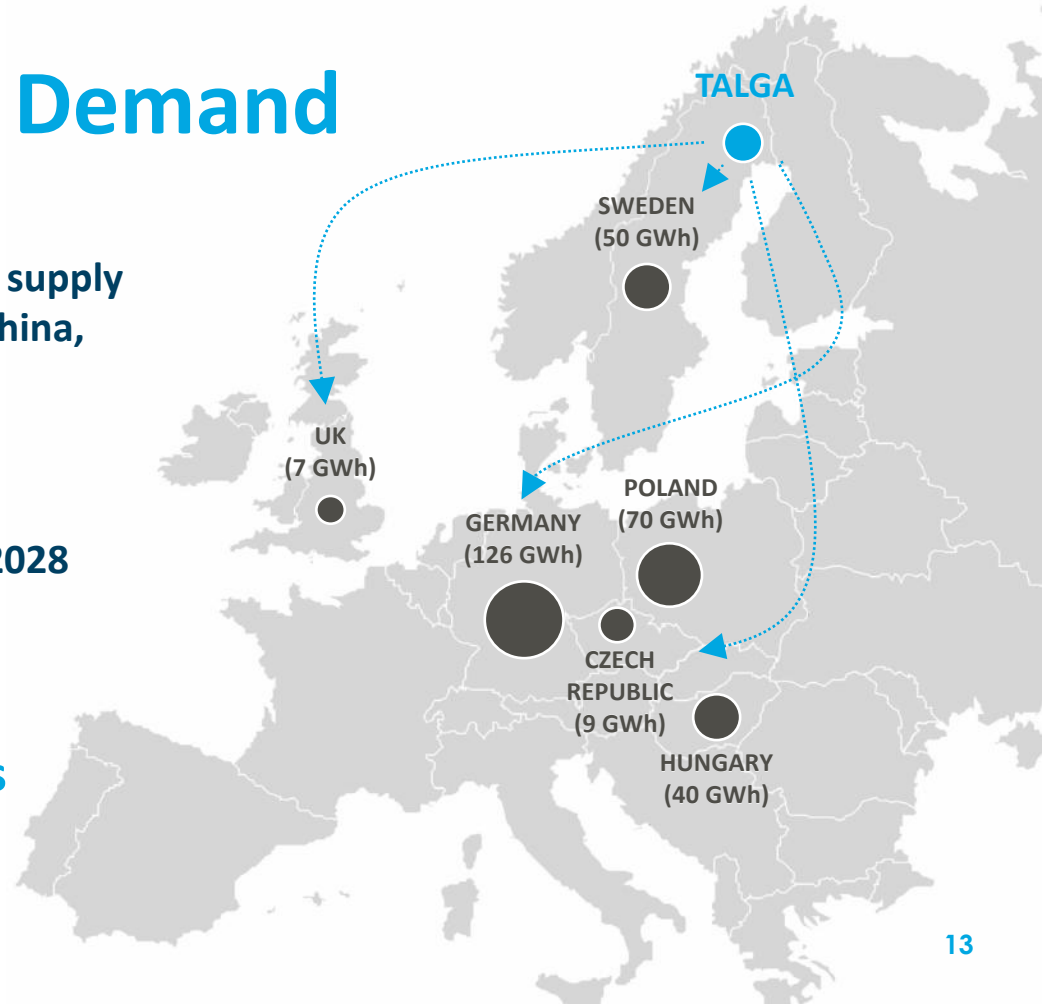 Demand
supply
hina,
2028
s
TALGA
SWEDEN
(50 GWh)
UK
(7 GWh)
POLAND
(70 GWh)
GERMANY
(126 GWh)
CZECH
REPUBLIC
(9 GWh)
HUNGARY
(40 GWh)
13